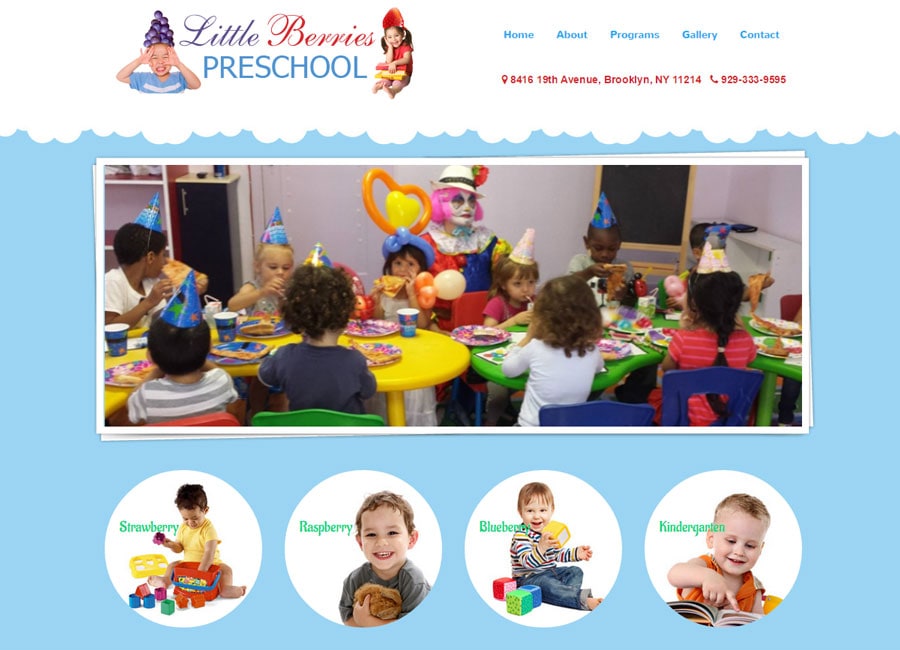 Little Berries
PRESCHOOL
Home About Programs Gallery Contact
8416 19th Avenue, Brooklyn, NY 11214 929-333-9595
Strawberry Raspberry Blueberry Kindergarten